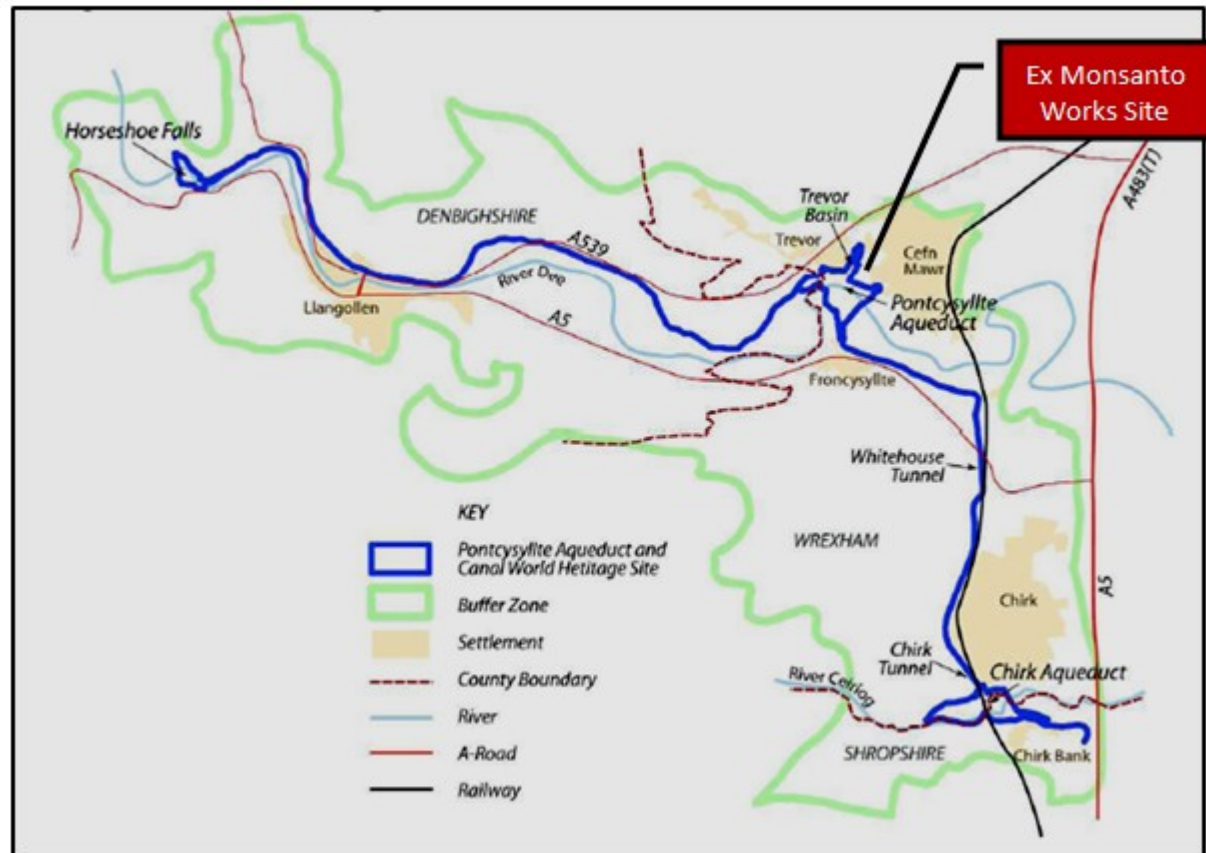 Ex Monsanto
Works Site
Horseshoe Falls
DENBIGHSHIRE
A539
River Dee
A5
Llangollen
Trevor
Basin
Trevor
Cefn
Mawr
A483(T)
Pontcysyllte
Aqueduct
Froncysyllte
Whitehouse
Tunnel
WREXHAM
Chirk
A5
Chirk
Tunnel
Chirk Aqueduct
River Ceiriog
SHROPSHIRE
Chirk Bank
KEY
Pontcysyllte Aqueduct and
Canal World Hetitage Site
Buffer Zone
Settlement
County Boundary
River
A-Road
Railway